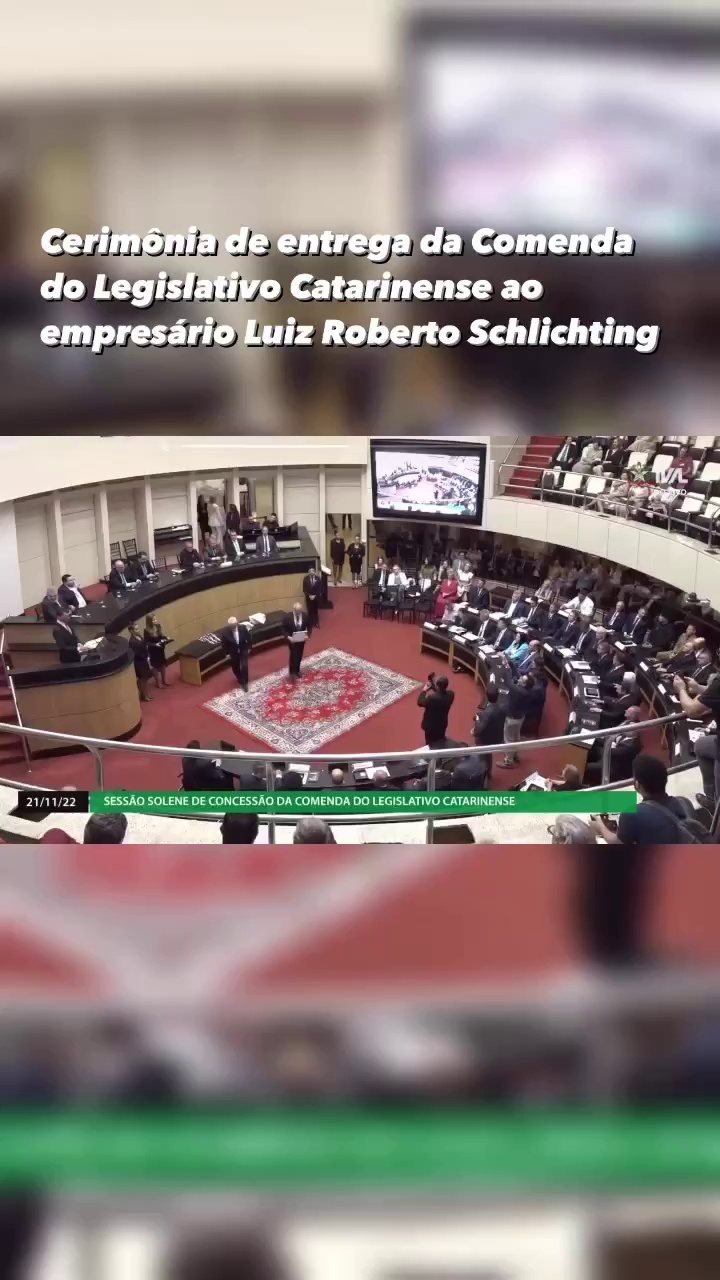 Cerimônia de entrega da Comenda
do Legislativo Catarinense ao
empresário Luiz Roberto Schlichting
21/11/22
SESSÃO SOLENE DE CONCESSÃO DA COMENDA DO LEGISLATIVO CATARINENSE